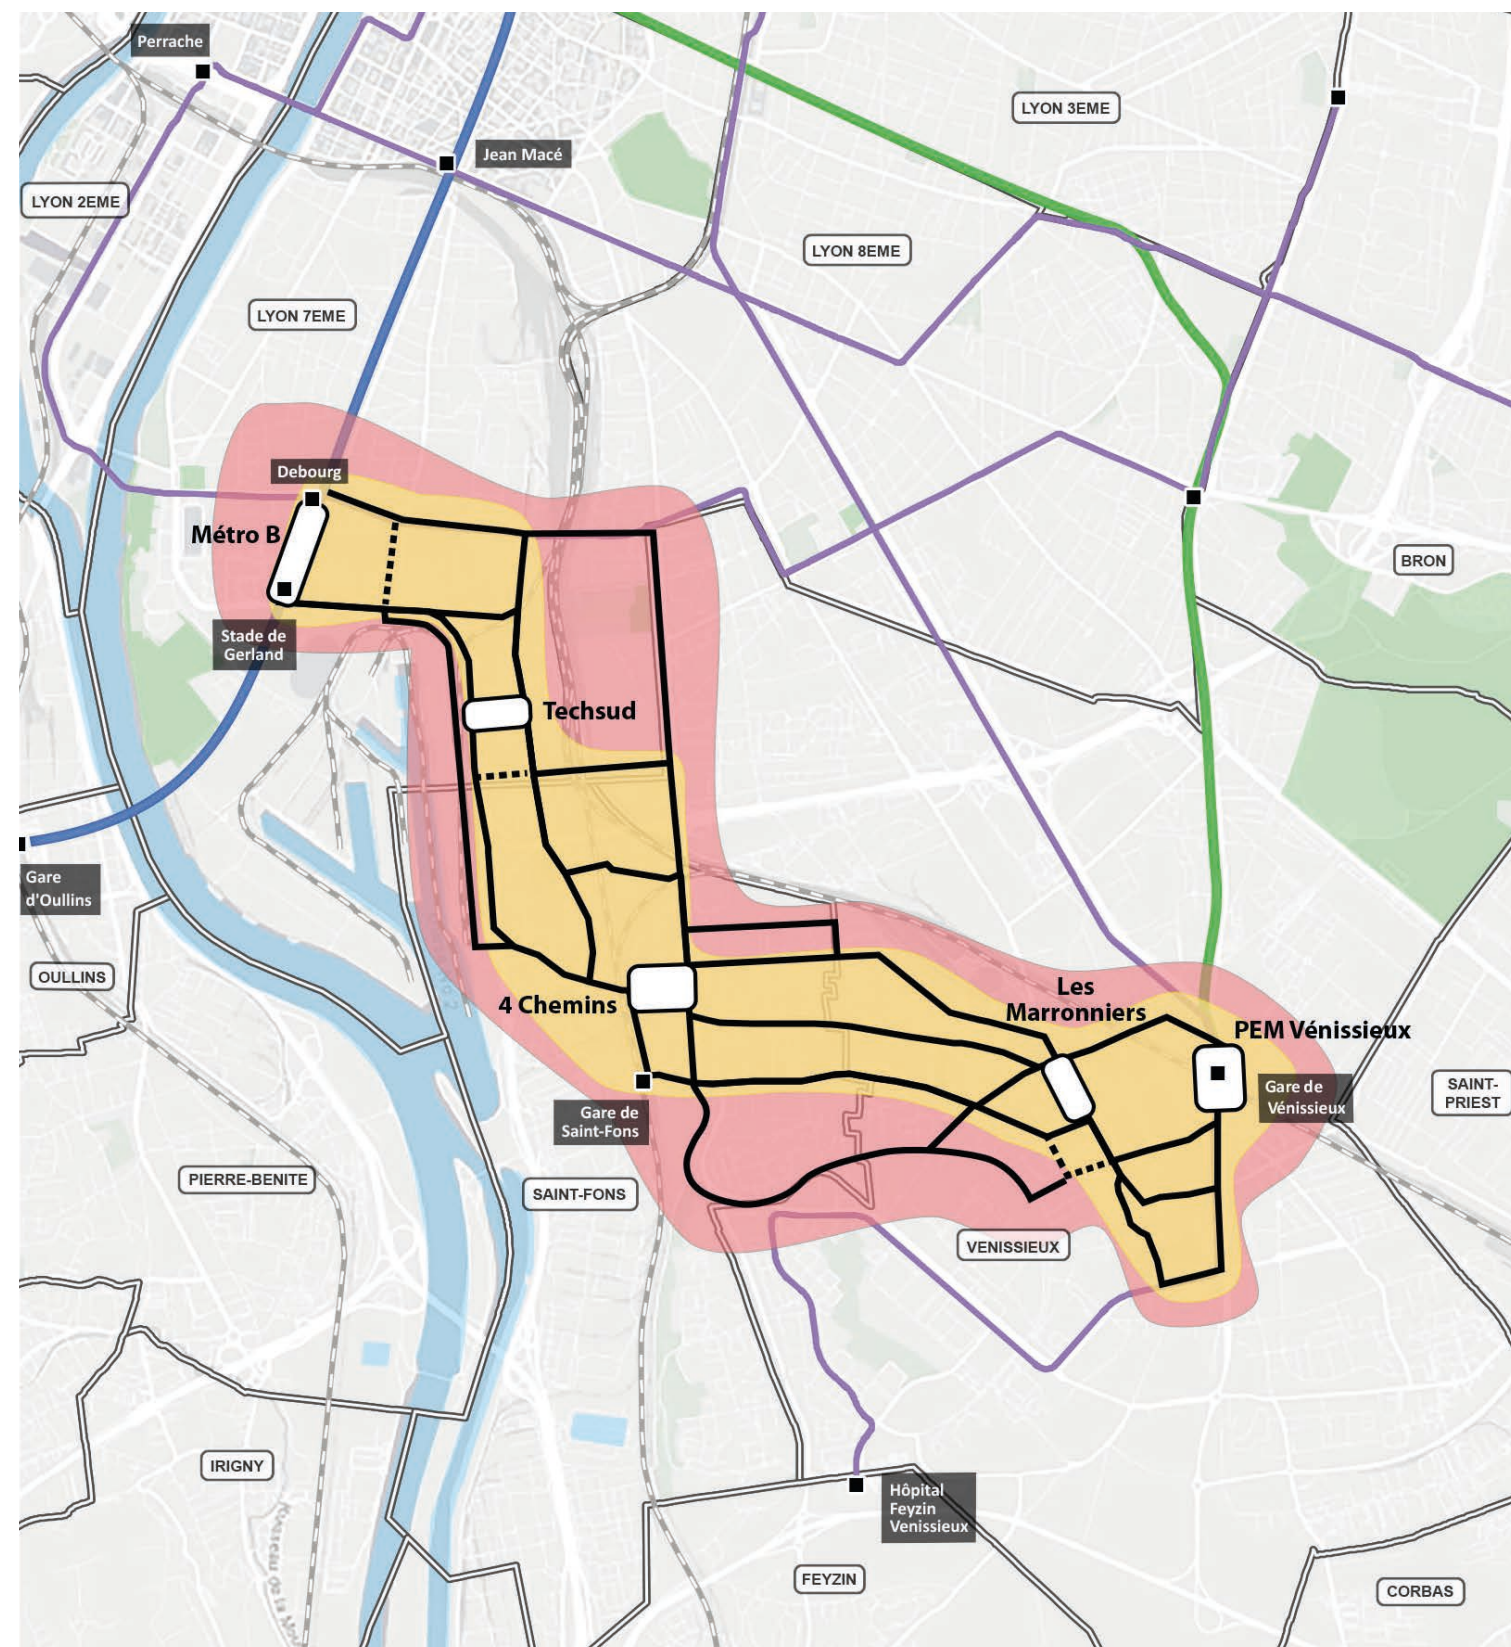 Perrache
LYON 3EME
Jean Macé
LYON 2EME
LYON 8EME
LYON 7EME
Debourg
Métro B
BRON
Stade de
Gerland
Techsud
Gare
d'Oullins
OULLINS
4 Chemins
Les
Marronniers
PEM Vénissieux
Gare de
Vénissieux
SAINT-
PRIEST
Gare de
Saint-Fons
PIERRE-BENITE
SAINT-FONS
VENISSIEUX
IRIGNY
Hôpital
Feyzin
Venissieux
FEYZIN
CORBAS